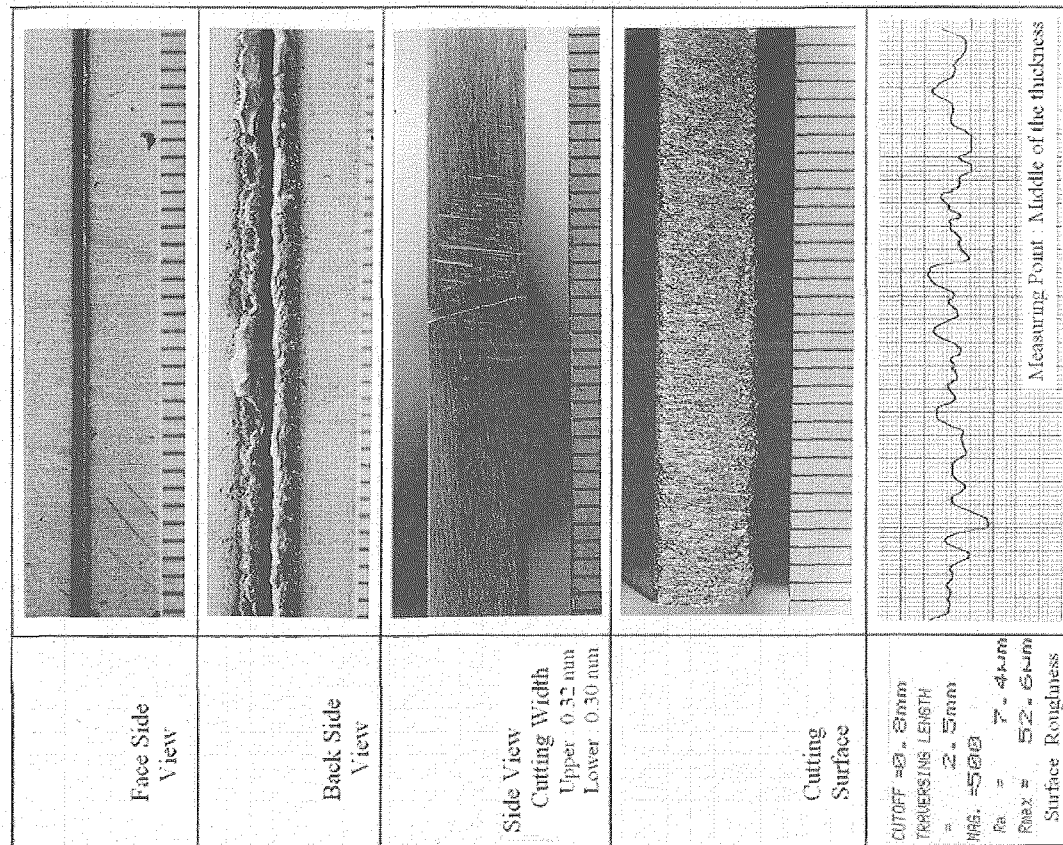 Face Side
View
Back Side
View
Side View
Cutting Width
Upper 0.32 mm
Lower 0.30 mm
Cutting
Surface
CUTOFF =0.8mm
TRAVERSING LENGTH
= 2.5mm
MAG. =500
Ra = 7.4μm
Rmax = 52.6μm
Surface Roughness
Measuring Point : Middle of the thickness